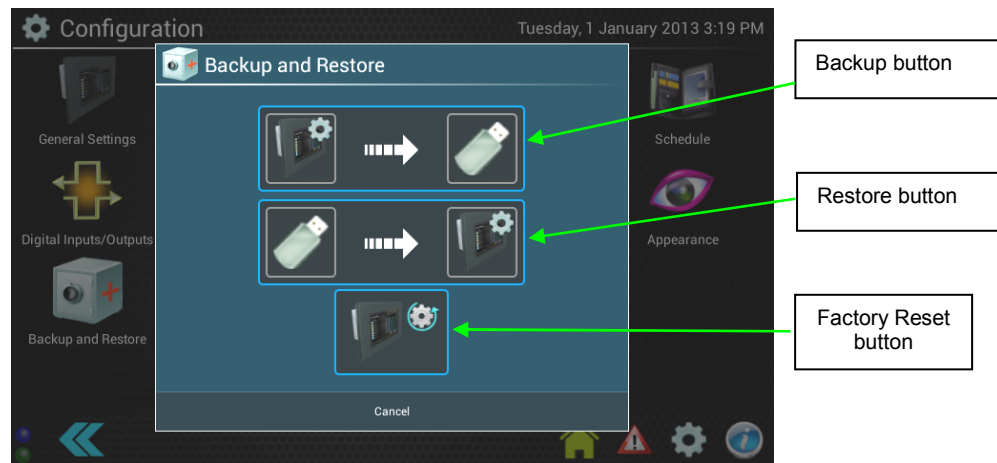 Configuration
Tuesday, 1 January 2013 3:19 PM
Backup and Restore
Backup button
General Settings
Schedule
Restore button
Digital Inputs/Outputs
Appearance
Factory Reset
button
Backup and Restore
Cancel